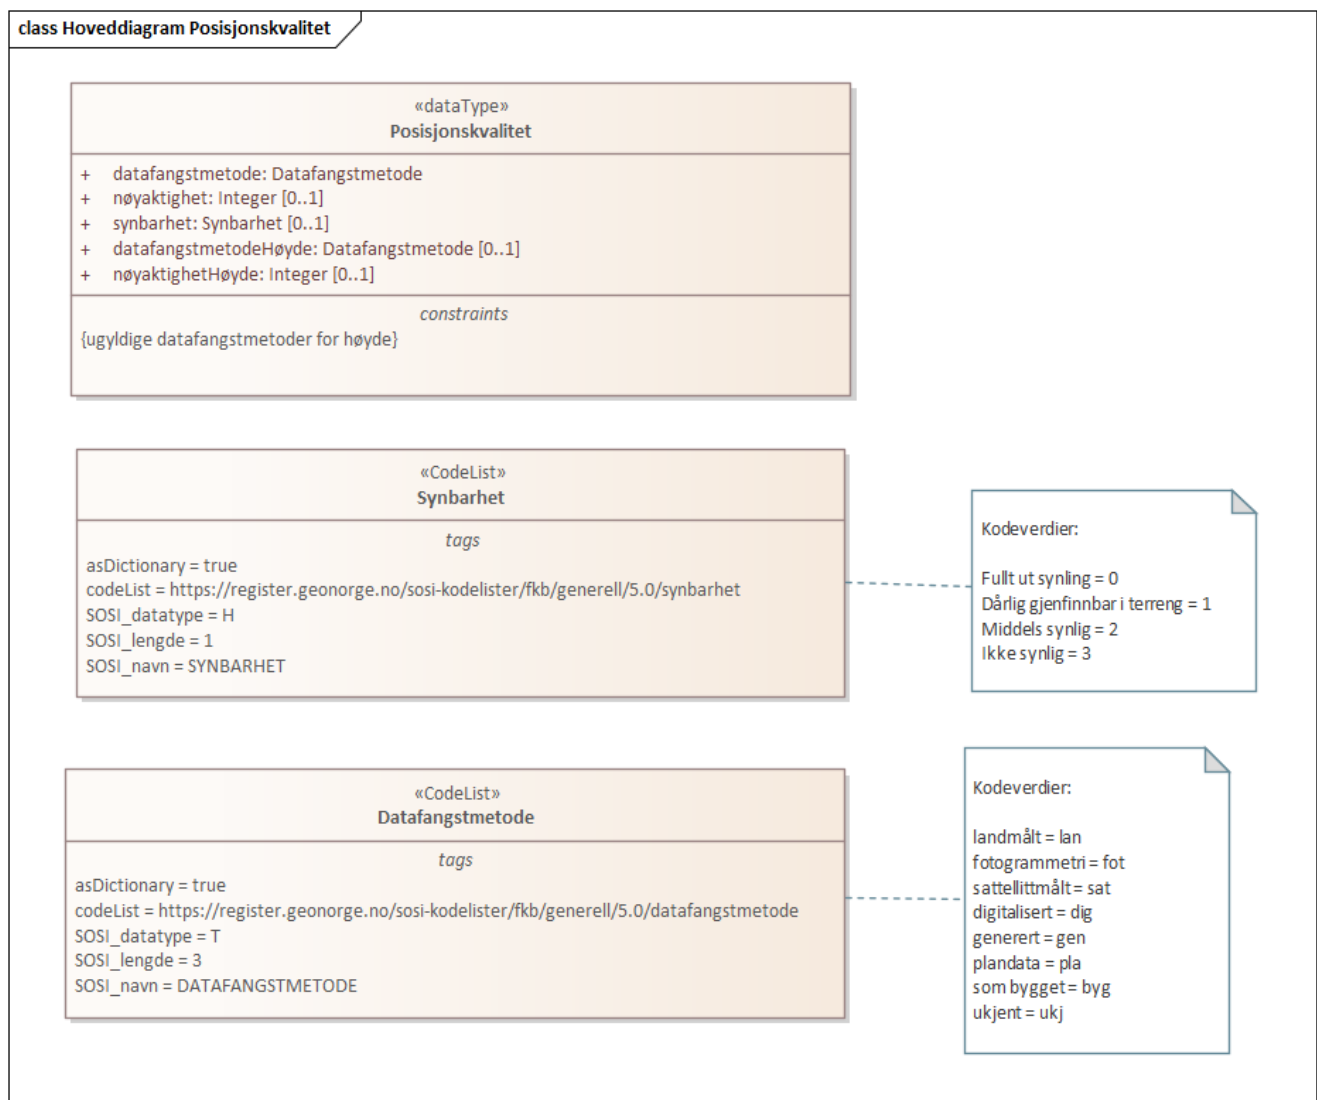 class Hoveddiagram Posisjonskvalitet
«dataType»
Posisjonskvalitet
+ datafangstmetode: Datafangstmetode
+ nøyaktighet: Integer [0..1]
+ synbarhet: Synbarhet [0..1]
+ datafangstmetodeHøyde: Datafangstmetode [0..1]
+ nøyaktighetHøyde: Integer [0..1]
constraints
{ugyldige datafangstmetoder for høyde}
«CodeList»
Synbarhet
tags
asDictionary = true
codeList = https://register.geonorge.no/sosi-kodelister/fkb/generell/5.0/synbarhet
SOSI_datatype = H
SOSI_lengde = 1
SOSI_navn = SYNBARHET
Kodeverdier:
Fullt ut synling = 0
Dårlig gjenfinnbar i terreng = 1
Middels synlig = 2
Ikke synlig = 3
«CodeList»
Datafangstmetode
tags
asDictionary = true
codeList = https://register.geonorge.no/sosi-kodelister/fkb/generell/5.0/datafangstmetode
SOSI_datatype = T
SOSI_lengde = 3
SOSI_navn = DATAFANGSTMETODE
Kodeverdier:
landmålt = lan
fotogrammetri = fot
sattellittmålt = sat
digitalisert = dig
generert = gen
plandata = pla
som bygget = byg
ukjent = ukj